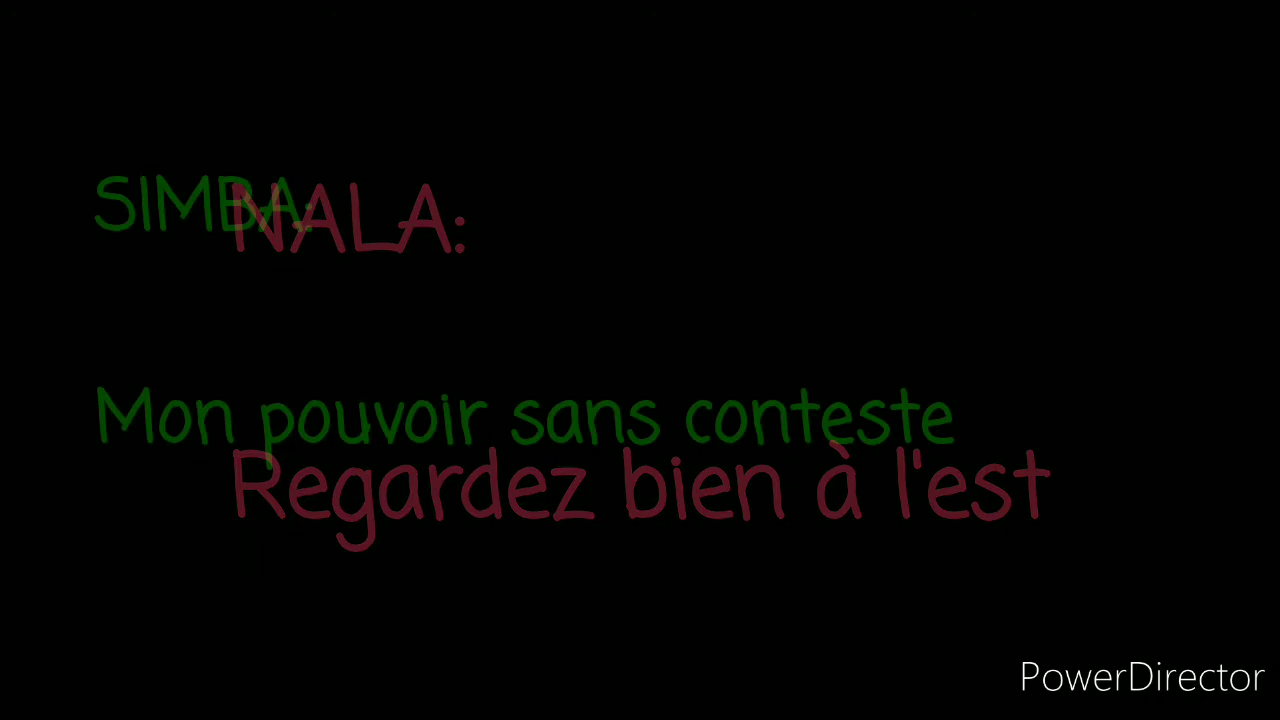 SIMBA:
NALA:
Mon pouvoir sans conteste
Regardez bien à l'est
PowerDirector